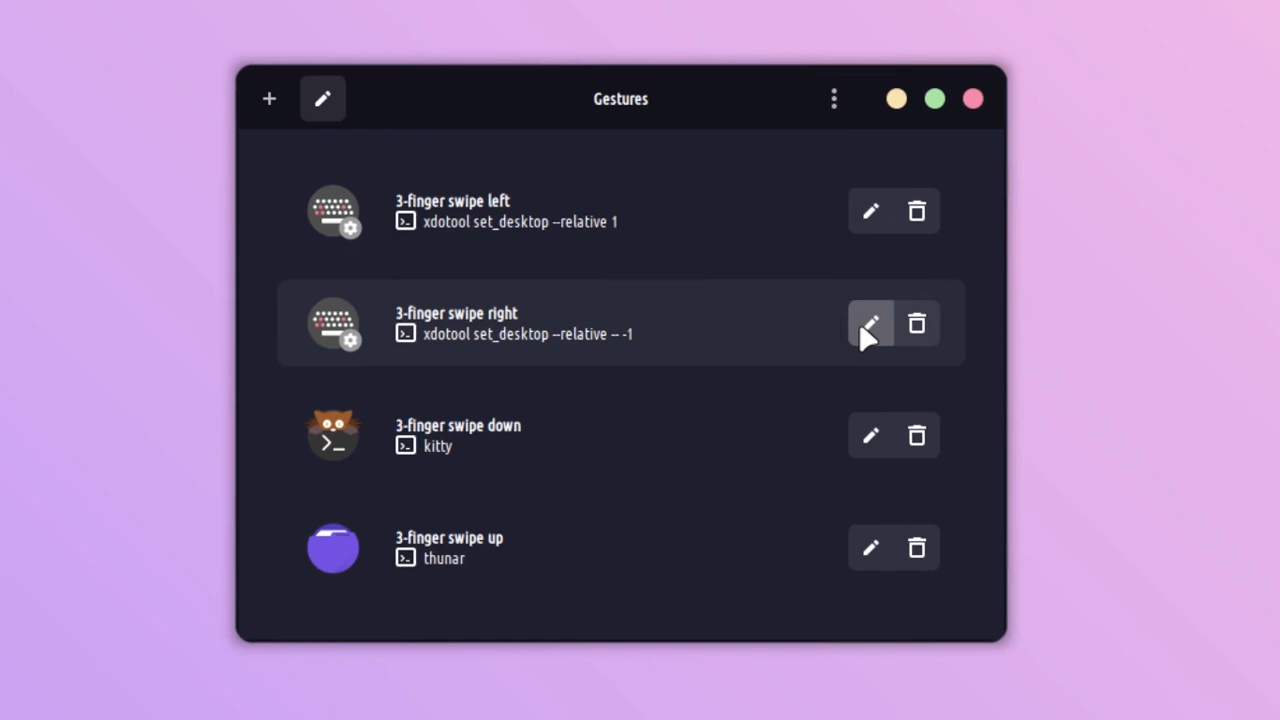 Gestures
3-finger swipe left
xdotool set_desktop --relative 1
3-finger swipe right
xdotool set_desktop --relative -- -1
3-finger swipe down
kitty
3-finger swipe up
thunar